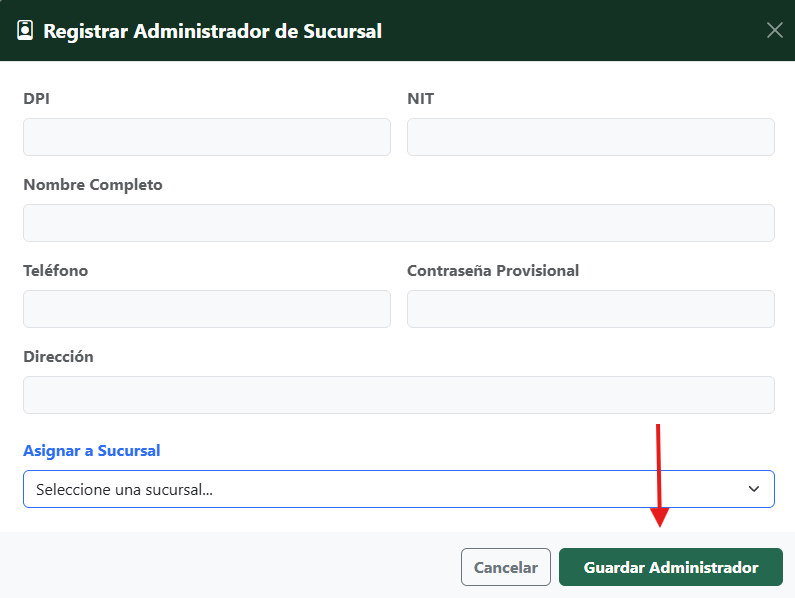 Registrar Administrador de Sucursal
DPI NIT
Nombre Completo
Teléfono Contraseña Provisional
Dirección
Asignar a Sucursal
Seleccione una sucursal...
Cancelar Guardar Administrador